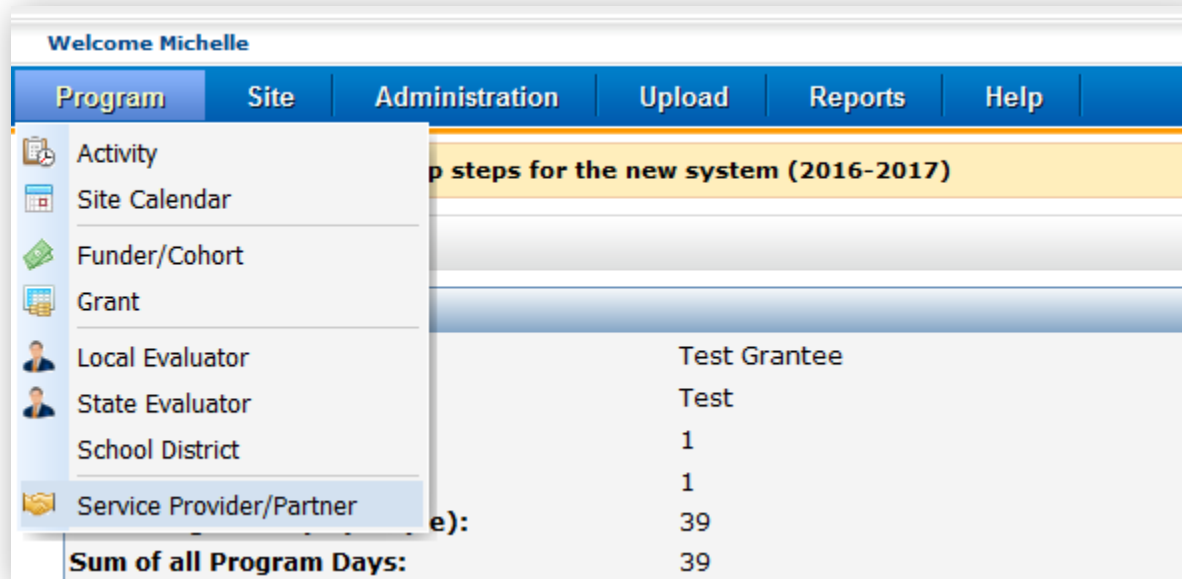 Welcome Michelle
Program Site Administration Upload Reports Help
Activity
Site Calendar
Funder/Cohort
Grant
Local Evaluator
State Evaluator
School District
Service Provider/Partner
steps for the new system (2016-2017)
Test Grantee
Test
1
1
e): 39
Sum of all Program Days: 39